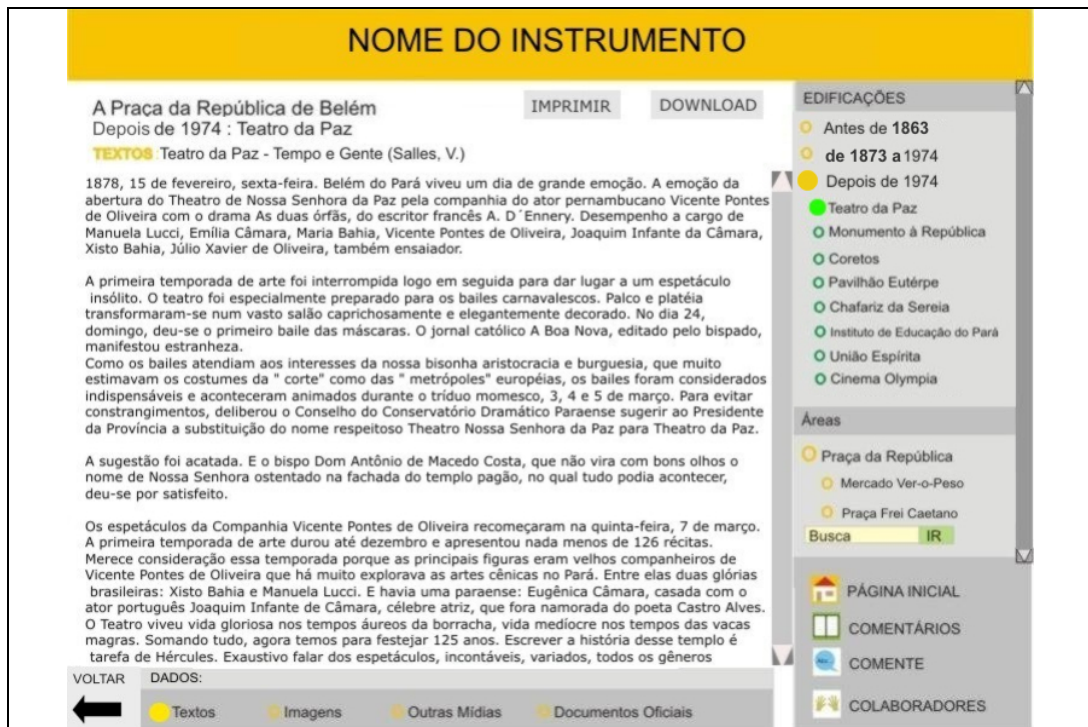 NOME DO INSTRUMENTO
A Praça da República de Belém
Depois de 1974 : Teatro da Paz
TEXTOS: Teatro da Paz - Tempo e Gente (Salles, V.)
IMPRIMIR
DOWNLOAD
1878, 15 de fevereiro, sexta-feira. Belém do Pará viveu um dia de grande emoção. A emoção da
abertura do Theatro de Nossa Senhora da Paz pela companhia do ator pernambucano Vicente Pontes
de Oliveira com o drama As duas órfãs, do escritor francês A. D´Ennery. Desempenho a cargo de
Manuela Lucci, Emília Câmara, Maria Bahia, Vicente Pontes de Oliveira, Joaquim Infante da Câmara,
Xisto Bahia, Júlio Xavier de Oliveira, também ensaiador.
A primeira temporada de arte foi interrompida logo em seguida para dar lugar a um espetáculo
insólito. O teatro foi especialmente preparado para os bailes carnavalescos. Palco e platéia
transformaram-se num vasto salão caprichosamente e elegantemente decorado. No dia 24,
domingo, deu-se o primeiro baile das máscaras. O jornal católico A Boa Nova, editado pelo bispado,
manifestou estranheza.
Como os bailes atendiam aos interesses da nossa bisonha aristocracia e burguesia, que muito
estimavam os costumes da " corte" como das " metrópoles" européias, os bailes foram considerados
indispensáveis e aconteceram animados durante o tríduo momesco, 3, 4 e 5 de março. Para evitar
constrangimentos, deliberou o Conselho do Conservatório Dramático Paraense sugerir ao Presidente
da Província a substituição do nome respeitoso Theatro Nossa Senhora da Paz para Theatro da Paz.
A sugestão foi acatada. E o bispo Dom Antônio de Macedo Costa, que não vira com bons olhos o
nome de Nossa Senhora ostentado na fachada do templo pagão, no qual tudo podia acontecer,
deu-se por satisfeito.
Os espetáculos da Companhia Vicente Pontes de Oliveira recomeçaram na quinta-feira, 7 de março.
A primeira temporada de arte durou até dezembro e apresentou nada menos de 126 récitas.
Merece consideração essa temporada porque as principais figuras eram velhos companheiros de
Vicente Pontes de Oliveira que há muito explorava as artes cênicas no Pará. Entre elas duas glórias
brasileiras: Xisto Bahia e Manuela Lucci. E havia uma paraense: Eugênica Câmara, casada com o
ator português Joaquim Infante de Câmara, célebre atriz, que fora namorada do poeta Castro Alves.
O Teatro viveu vida gloriosa nos tempos áureos da borracha, vida medíocre nos tempos das vacas
magras. Somando tudo, agora temos para festejar 125 anos. Escrever a história desse templo é
tarefa de Hércules. Exaustivo falar dos espetáculos, incontáveis, variados, todos os gêneros
EDIFICAÇÕES
Antes de 1863
de 1873 a 1974
Depois de 1974
Teatro da Paz
Monumento à República
Coretos
Pavilhão Eutérpe
Chafariz da Sereia
Instituto de Educação do Pará
União Espírita
Cinema Olympia
Áreas
Praça da República
Mercado Ver-o-Peso
Praça Frei Caetano
Busca IR
PÁGINA INICIAL
COMENTÁRIOS
COMENTE
COLABORADORES
VOLTAR
DADOS:
Textos
Imagens
Outras Mídias
Documentos Oficiais